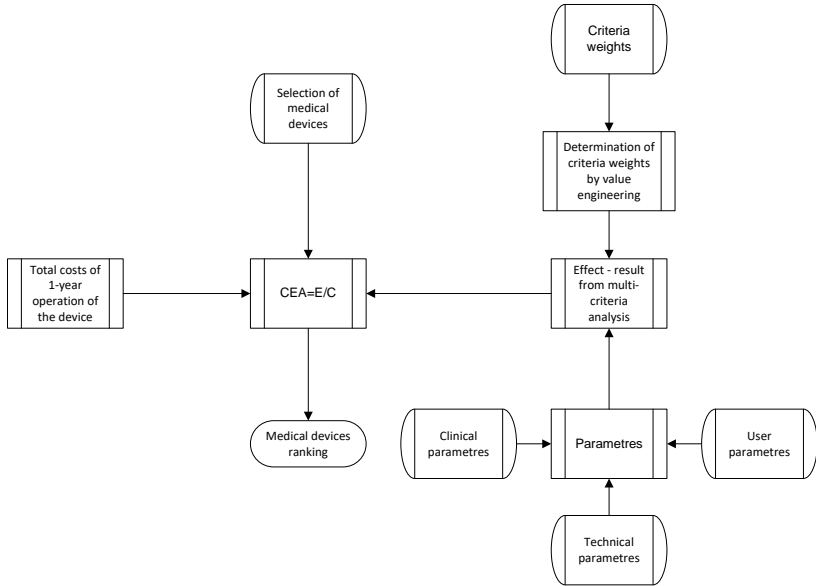 Criteria
weights
Selection of
medical
devices
Determination of
criteria weights
by value
engineering
Total costs of
1-year
operation of
the device
CEA=E/C
Effect - result
from multi-
criteria
analysis
Medical devices
ranking
Clinical
parametres
Parametres
User
parametres
Technical
parametres